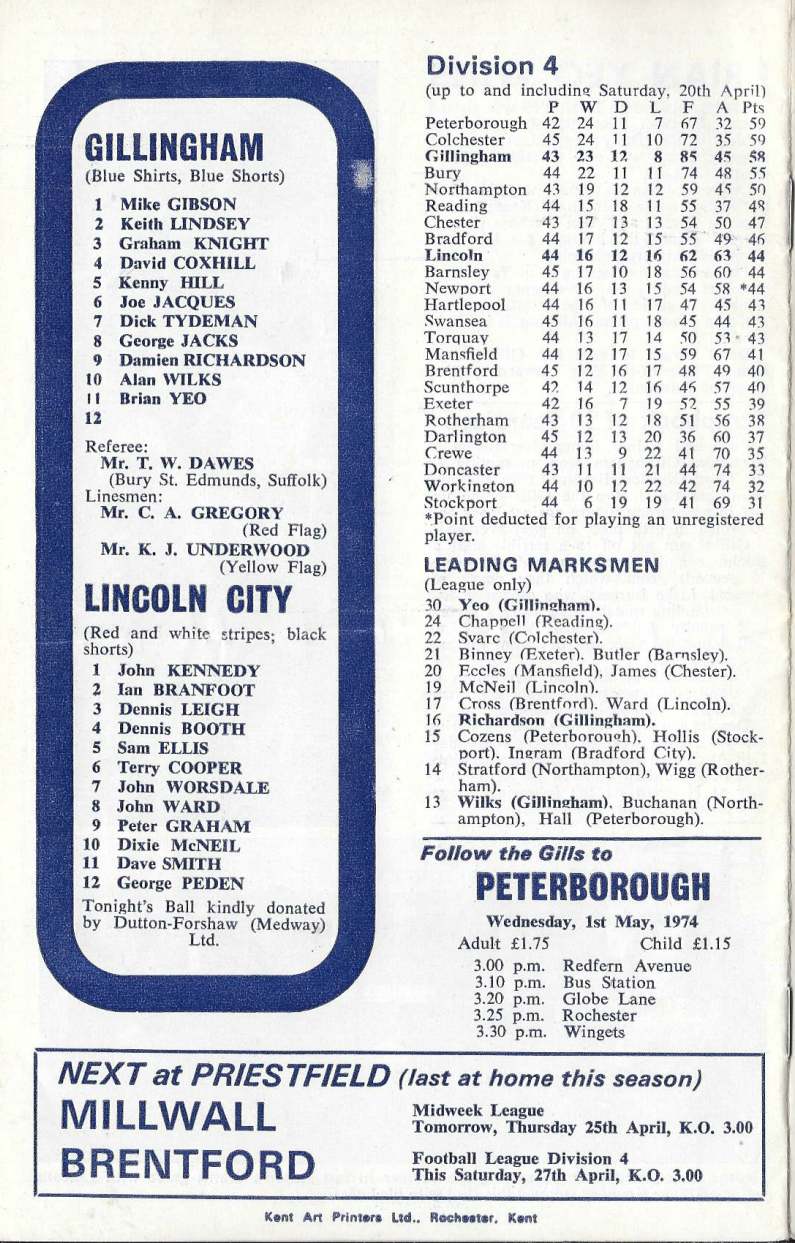 GILLINGHAM
(Blue Shirts, Blue Shorts)
1 Mike GIBSON
2 Keith LINDSEY
3 Graham KNIGHT
4 David COXHILL
5 Kenny HILL
6 Joe JACQUES
7 Dick TYDEMAN
8 George JACKS
9 Damien RICHARDSON
10 Alan WILKS
11 Brian YEO
12
Referee:
Mr. T. W. DAWES
(Bury St. Edmunds, Suffolk)
Linesmen:
Mr. C. A. GREGORY
(Red Flag)
Mr. K. J. UNDERWOOD
(Yellow Flag)
LINCOLN CITY
(Red and white stripes; black
shorts)
1 John KENNEDY
2 Ian BRANFOOT
3 Dennis LEIGH
4 Dennis BOOTH
5 Sam ELLIS
6 Terry COOPER
7 John WORSDALE
8 John WARD
9 Peter GRAHAM
10 Dixie McNEIL
11 Dave SMITH
12 George PEDEN
Tonight's Ball kindly donated
by Dutton-Forshaw (Medway)
Ltd.
Division 4
(up to and including Saturday, 20th April)
P W D L F A Pts
Peterborough 42 24 11 7 67 32 59
Colchester 45 24 11 10 72 35 59
Gillingham 43 23 12 8 85 45 58
Bury 44 22 11 11 74 48 55
Northampton 43 19 12 12 59 45 50
Reading 44 15 18 11 55 37 48
Chester 43 17 13 13 54 50 47
Bradford 44 17 12 15 55 49 46
Lincoln 44 16 12 16 62 63 44
Barnsley 45 17 10 18 56 60 44
Newport 44 16 13 15 54 58 *44
Hartlepool 44 16 11 17 47 45 43
Swansea 45 16 11 18 45 44 43
Torquay 44 13 17 14 50 53 43
Mansfield 44 12 17 15 59 67 41
Brentford 45 12 16 17 48 49 40
Scunthorpe 42 14 12 16 46 57 40
Exeter 42 16 7 19 52 55 39
Rotherham 43 13 12 18 51 56 38
Darlington 45 12 13 20 36 60 37
Crewe 44 13 9 22 41 70 35
Doncaster 43 11 11 21 44 74 33
Workington 44 10 12 22 42 74 32
Stockport 44 6 19 19 41 69 31
*Point deducted for playing an unregistered
player.
LEADING MARKSMEN
(League only)
30 Yeo (Gillingham).
24 Chappell (Reading).
22 Svarc (Colchester).
21 Binney (Exeter). Butler (Barnsley).
20 Eccles (Mansfield), James (Chester).
19 McNeil (Lincoln).
17 Cross (Brentford). Ward (Lincoln).
16 Richardson (Gillingham).
15 Cozens (Peterborough). Hollis (Stock-
port). Ingram (Bradford City).
14 Stratford (Northampton), Wigg (Rother-
ham).
13 Wilks (Gillingham). Buchanan (North-
ampton), Hall (Peterborough).
Follow the Gills to
PETERBOROUGH
Wednesday, 1st May, 1974
Adult £1.75 Child £1.15
3.00 p.m. Redfern Avenue
3.10 p.m. Bus Station
3.20 p.m. Globe Lane
3.25 p.m. Rochester
3.30 p.m. Wingets
NEXT at PRIESTFIELD (last at home this season)
MILLWALL
Midweek League
Tomorrow, Thursday 25th April, K.O. 3.00
BRENTFORD
Football League Division 4
This Saturday, 27th April, K.O. 3.00
Kent Art Printers Ltd., Rochester, Kent